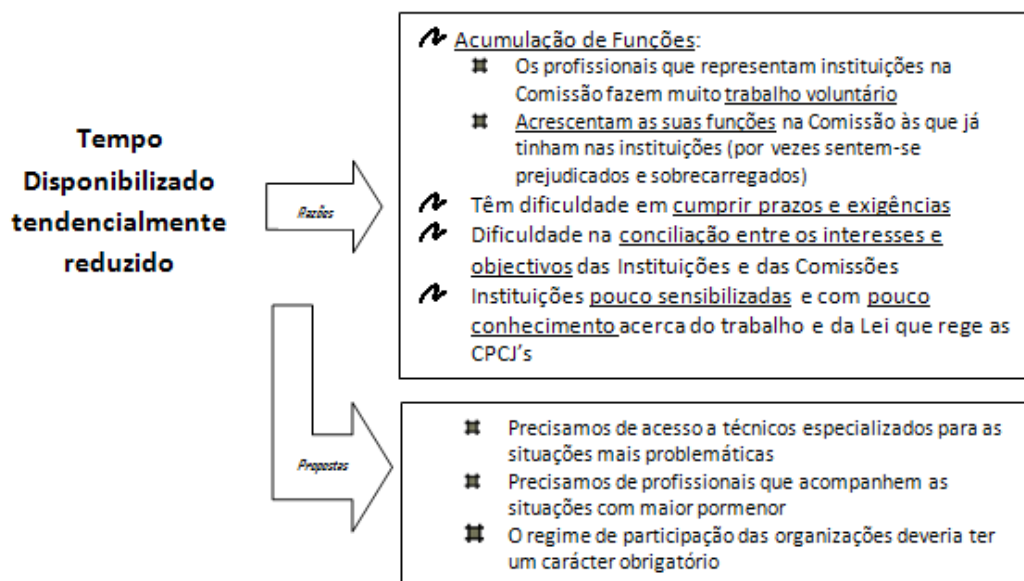 Tempo
Disponibilizado
tendencialmente
reduzido
Razões
Acumulação de Funções:
Os profissionais que representam instituições na
Comissão fazem muito trabalho voluntário
Acrescentam as suas funções na Comissão às que já
tinham nas instituições (por vezes sentem-se
prejudicados e sobrecarregados)
Têm dificuldade em cumprir prazos e exigências
Dificuldade na conciliação entre os interesses e
objectivos das Instituições e das Comissões
Instituições pouco sensibilizadas e com pouco
conhecimento acerca do trabalho e da Lei que rege as
CPCJ's
Propostas
Precisamos de acesso a técnicos especializados para as
situações mais problemáticas
Precisamos de profissionais que acompanhem as
situações com maior pormenor
O regime de participação das organizações deveria ter
um carácter obrigatório